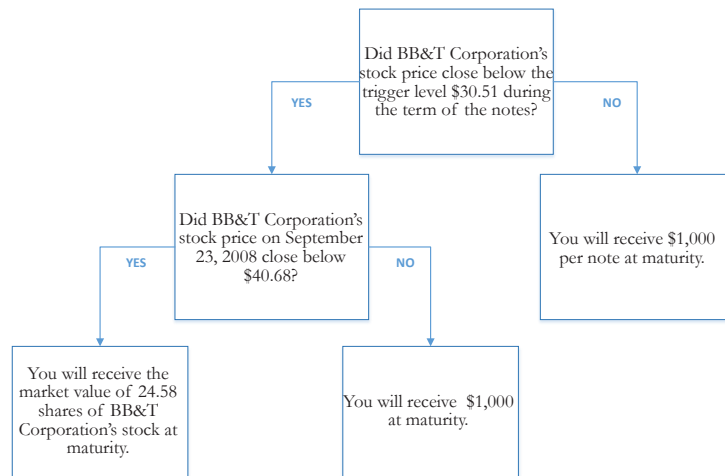 Did BB&T Corporation's
stock price close below the
trigger level $30.51 during
the term of the notes?
YES
NO
Did BB&T Corporation's
stock price on September
23, 2008 close below
$40.68?
You will receive $1,000
per note at maturity.
YES
NO
You will receive the
market value of 24.58
shares of BB&T
Corporation's stock at
maturity.
You will receive $1,000
at maturity.